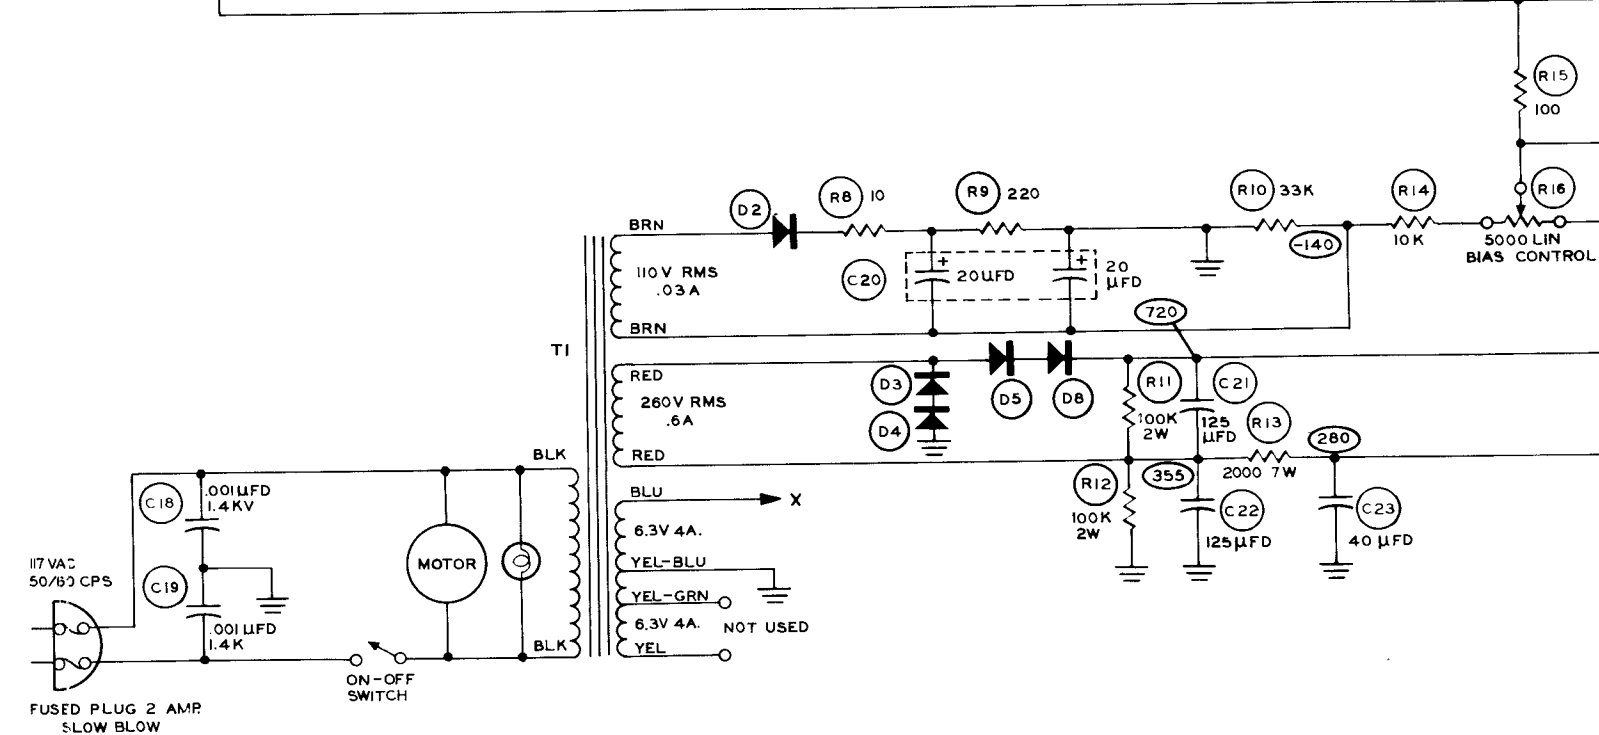 R15
100
D2
R8 10
R9 220
R10 33K
R14
R16
BRN
-140
10K
5000 LIN
BIAS CONTROL
110V RMS
.03A
C20
20µFD
20
µFD
BRN
720
T1
RED
D3
D5
D8
R11
C21
260V RMS
.6A
100K
2W
125
µFD
R13
D4
280
BLK
RED
355
2000 7W
R12
C18
.001µFD
1.4KV
BLU
X
100K
2W
C22
C23
6.3V 4A.
125µFD
40µFD
MOTOR
YEL-BLU
117 VAC
50/60 CPS
C19
YEL-GRN
6.3V 4A.
NOT USED
.001µFD
1.4K
BLK
YEL
ON-OFF
SWITCH
FUSED PLUG 2 AMP.
SLOW BLOW